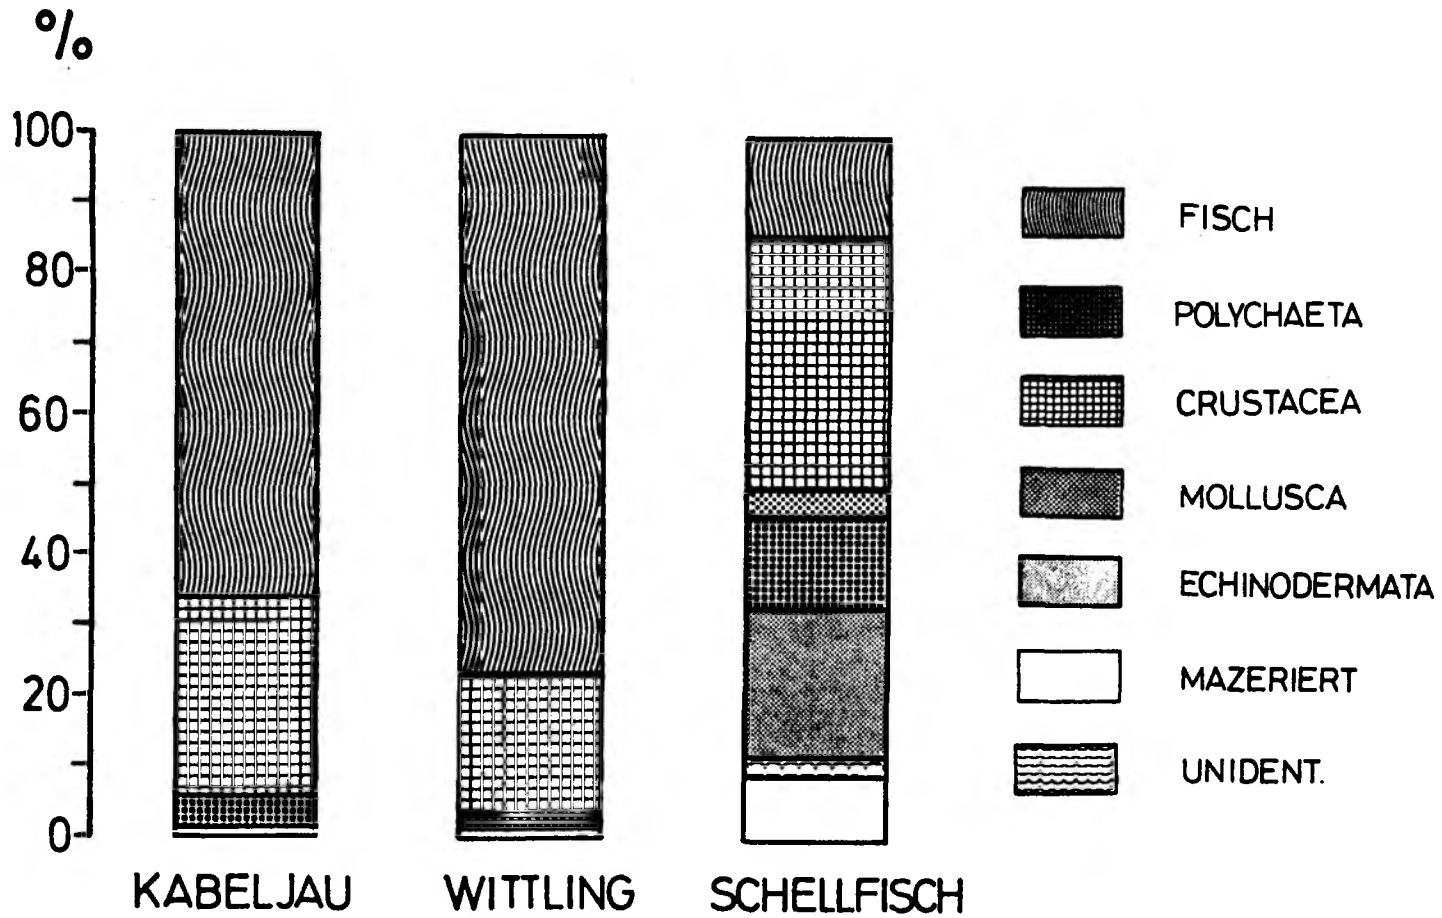 %
100
80
60
40
20
0
KABELJAU
WITTLING
SCHELLFISCH
FISCH
POLYCHAETA
CRUSTACEA
MOLLUSCA
ECHINODERMATA
MAZERIERT
UNIDENT.